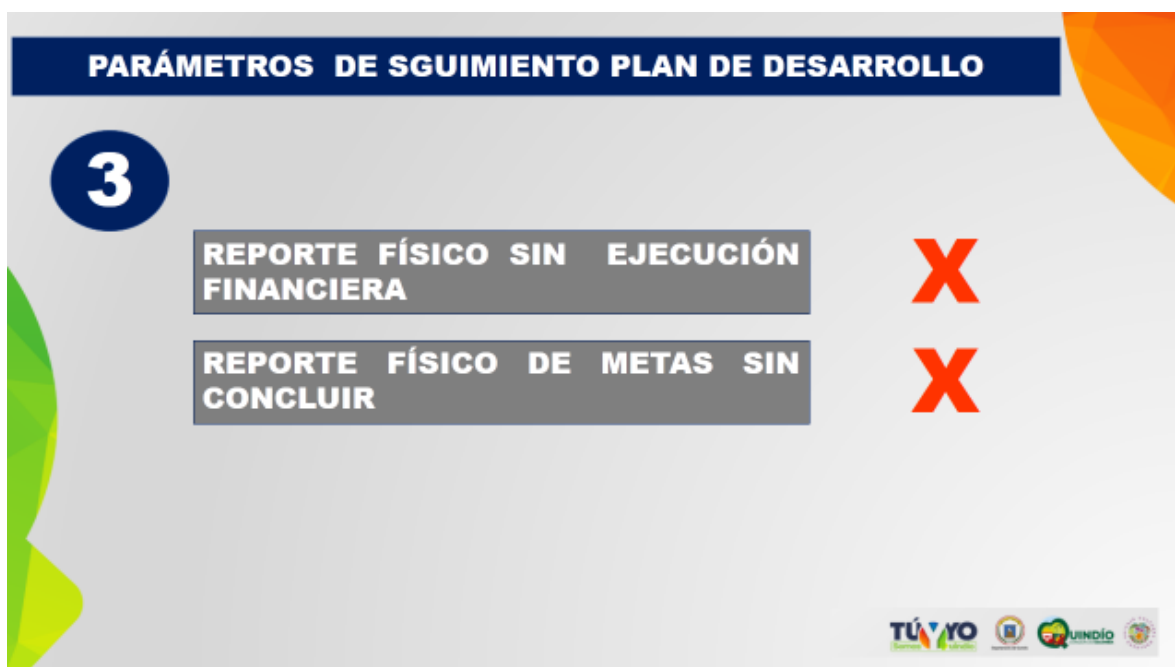 PARÁMETROS DE SGUIMIENTO PLAN DE DESARROLLO
3
REPORTE FÍSICO SIN EJECUCIÓN
FINANCIERA
X
REPORTE FÍSICO DE METAS SIN
CONCLUIR
X
TÚ Y YO
QUINDÍO